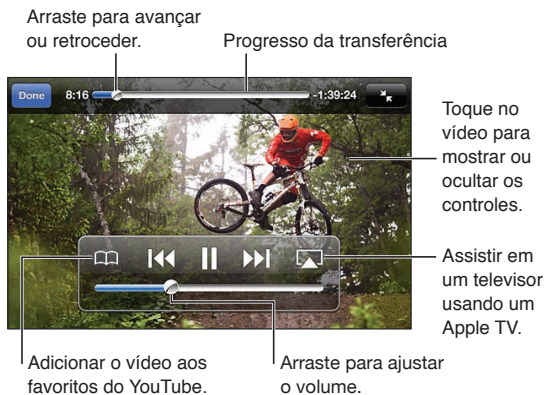 Arraste para avançar
ou retroceder.
Progresso da transferência
Done
8:16
-1:39:24
Toque no
vídeo para
mostrar ou
ocultar os
controles.
Assistir em
um televisor
usando um
Apple TV.
Adicionar o vídeo aos
favoritos do YouTube.
Arraste para ajustar
o volume.